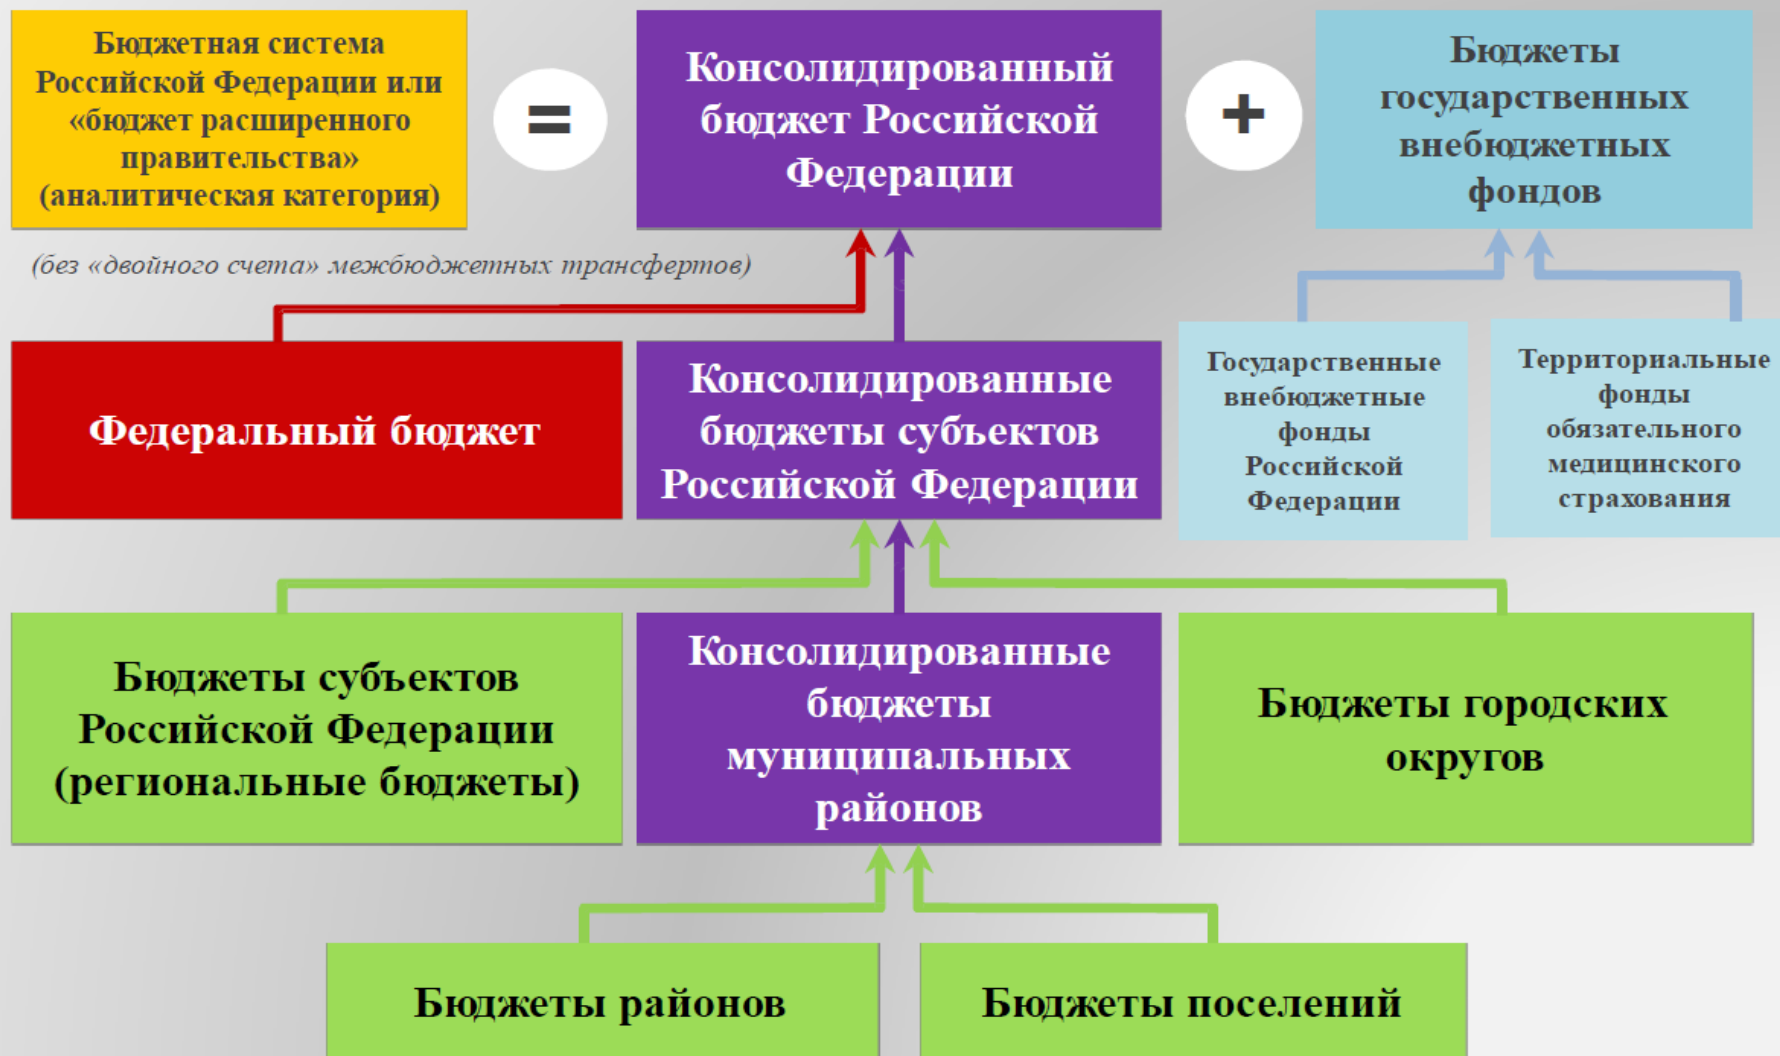 Бюджетная система
Российской Федерации или
«бюджет расширенного
правительства»
(аналитическая категория)
=
Консолидированный
бюджет Российской
Федерации
+
Бюджеты
государственных
внебюджетных
фондов
(без «двойного счета» межбюджетных трансфертов)
Федеральный бюджет
Консолидированные
бюджеты субъектов
Российской Федерации
Государственные
внебюджетные
фонды
Российской
Федерации
Территориальные
фонды
обязательного
медицинского
страхования
Бюджеты субъектов
Российской Федерации
(региональные бюджеты)
Консолидированные
бюджеты
муниципальных
районов
Бюджеты городских
округов
Бюджеты районов
Бюджеты поселений